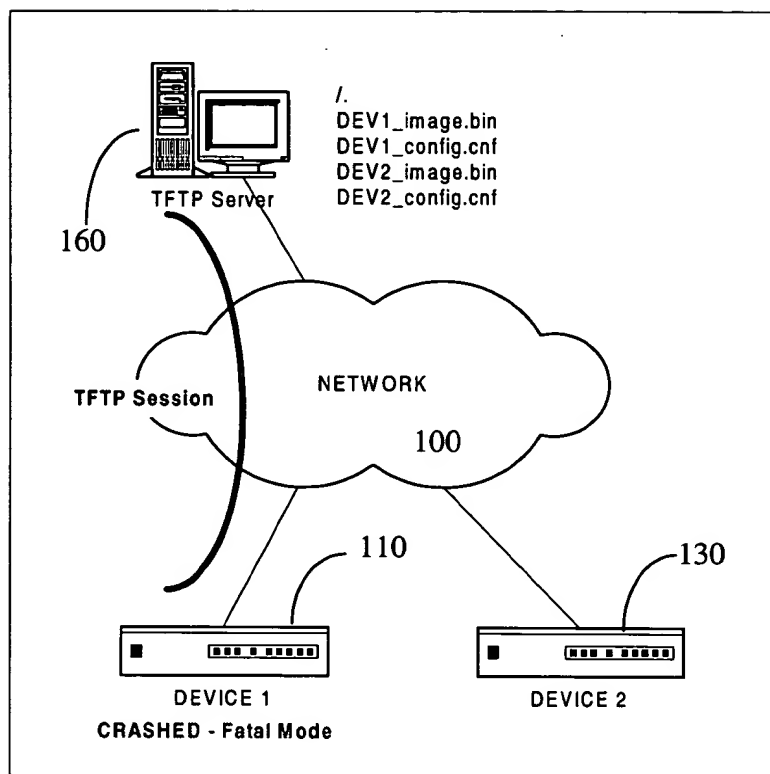 /.
DEV1_image.bin
DEV1_config.cnf
DEV2_image.bin
DEV2_config.cnf
TFTP Server
160
TFTP Session
NETWORK
100
110
130
DEVICE 1
DEVICE 2
CRASHED - Fatal Mode